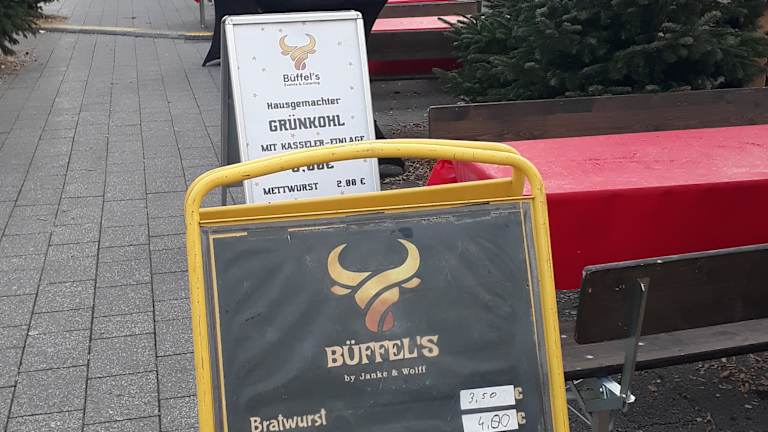 Büffel's
Events & Catering
Hausgemachter
GRÜNKOHL
MIT KASSELER-EINLAGE
METTWURST 2,00 €
BÜFFEL'S
by Janke & Wolff
3,50 €
Bratwurst 4,00 €